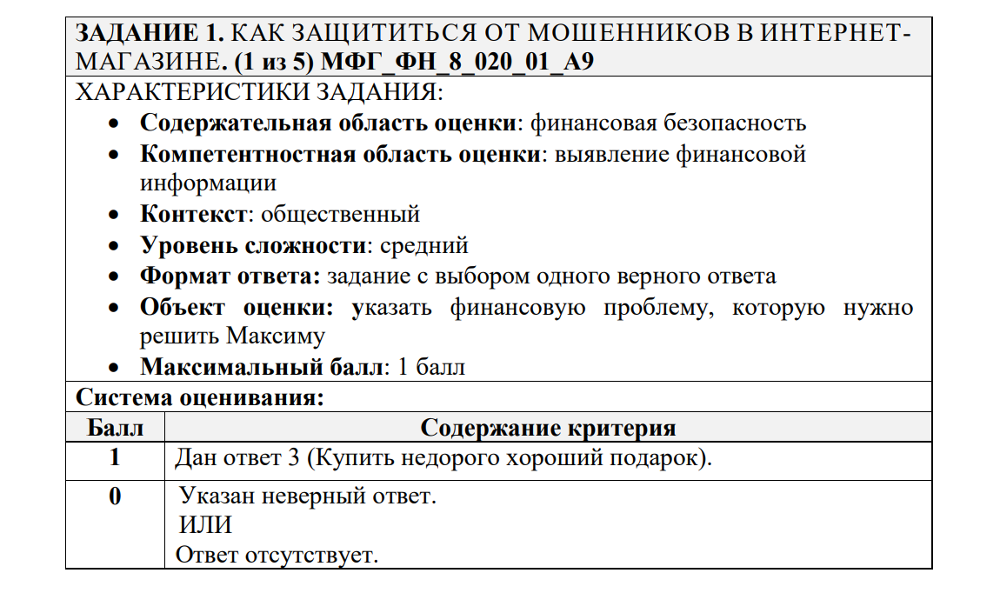 ЗАДАНИЕ 1. КАК ЗАЩИТИТЬСЯ ОТ МОШЕННИКОВ В ИНТЕРНЕТ-
МАГАЗИНЕ. (1 из 5) МФГ_ФН_8_020_01_А9
ХАРАКТЕРИСТИКИ ЗАДАНИЯ:
• Содержательная область оценки: финансовая безопасность
• Компетентностная область оценки: выявление финансовой
информации
• Контекст: общественный
• Уровень сложности: средний
• Формат ответа: задание с выбором одного верного ответа
• Объект оценки: указать финансовую проблему, которую нужно
решить Максиму
• Максимальный балл: 1 балл
Система оценивания:
Балл Содержание критерия
1 Дан ответ 3 (Купить недорого хороший подарок).
0 Указан неверный ответ.
ИЛИ
Ответ отсутствует.